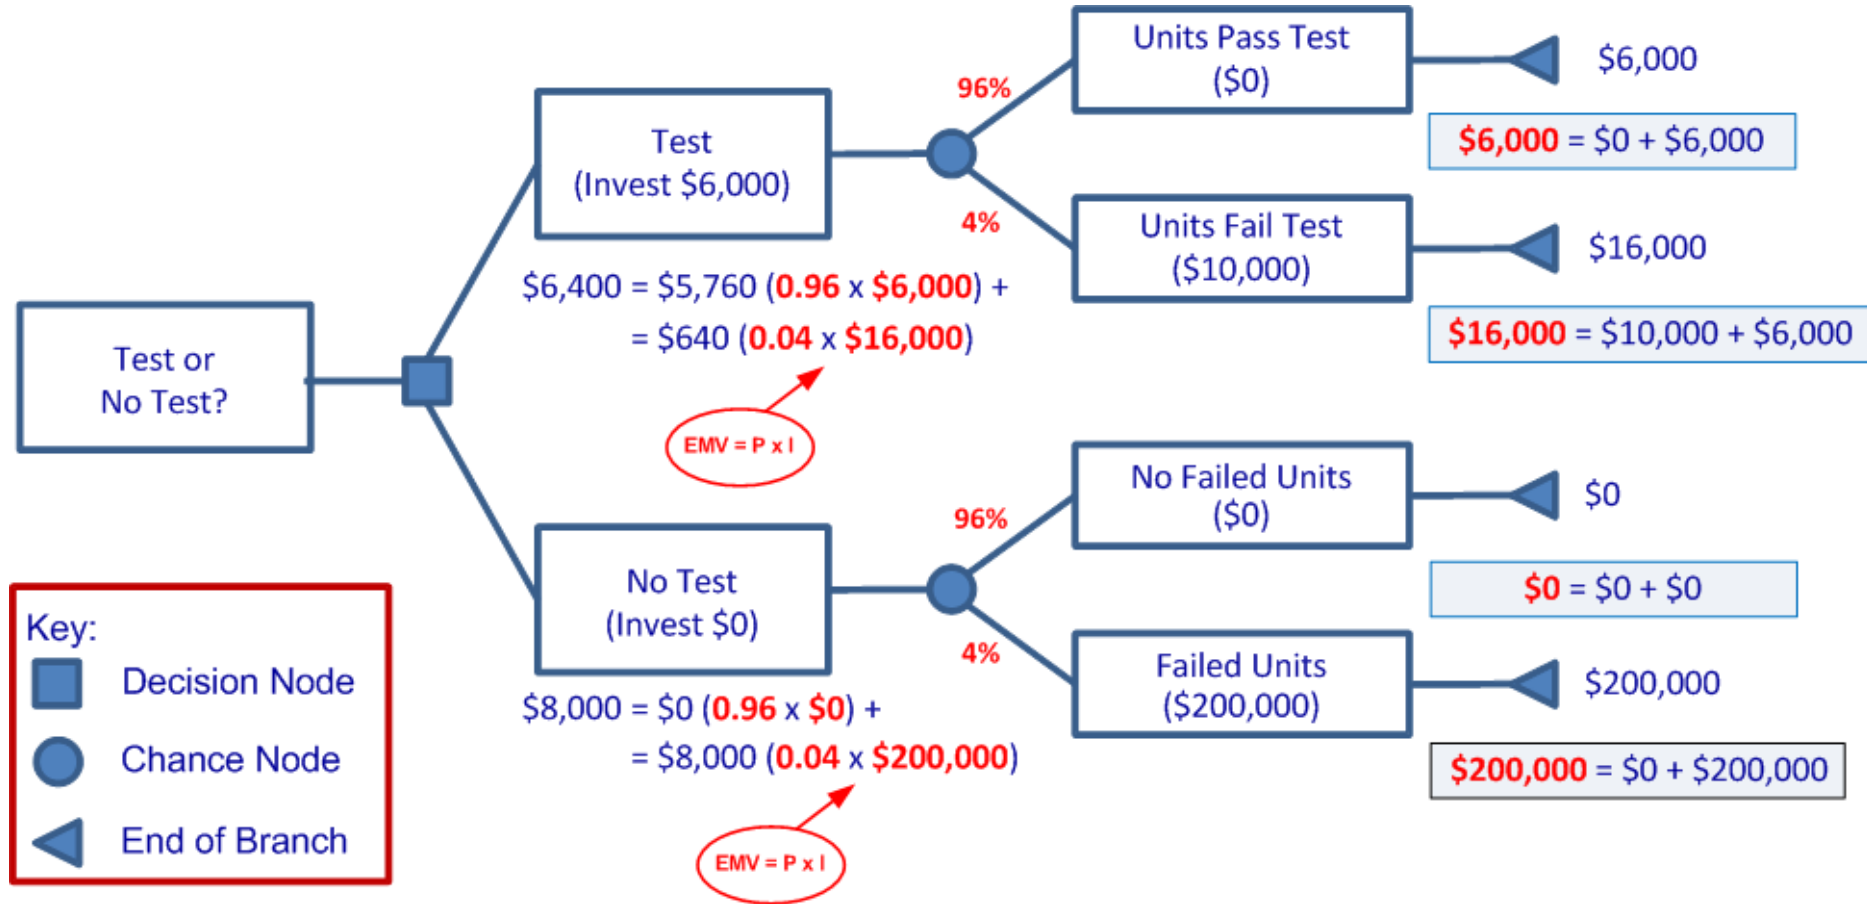 Test or
No Test?
Test
(Invest $6,000)
$6,400 = $5,760 (0.96 x $6,000) +
= $640 (0.04 x $16,000)
EMV = P x I
96%
4%
Units Pass Test
($0)
$6,000
$6,000 = $0 + $6,000
Units Fail Test
($10,000)
$16,000
$16,000 = $10,000 + $6,000
No Test
(Invest $0)
$8,000 = $0 (0.96 x $0) +
= $8,000 (0.04 x $200,000)
EMV = P x I
96%
4%
No Failed Units
($0)
$0
$0 = $0 + $0
Failed Units
($200,000)
$200,000
$200,000 = $0 + $200,000
Key:
Decision Node
Chance Node
End of Branch